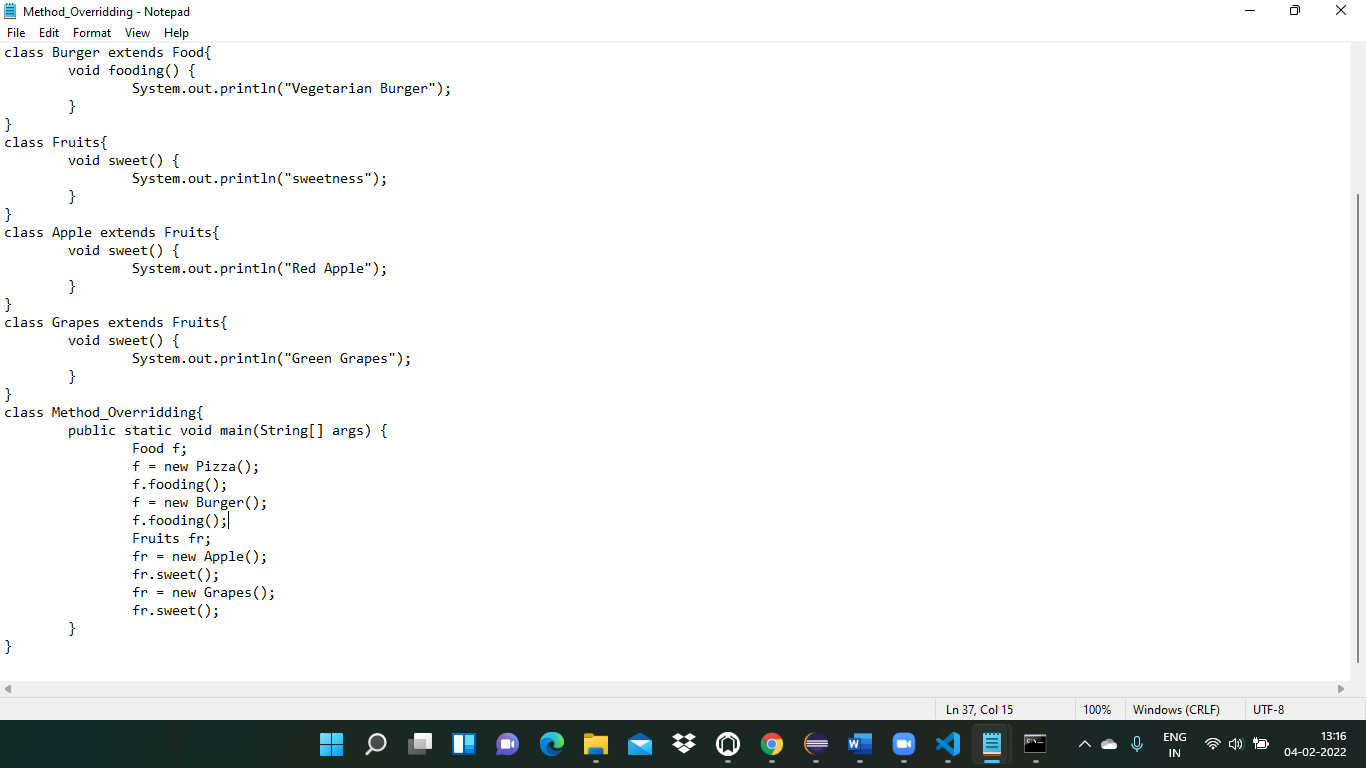 Method_Overridding - Notepad
File Edit Format View Help
class Burger extends Food{
        void fooding() {
                System.out.println("Vegetarian Burger");
        }
}
class Fruits{
        void sweet() {
                System.out.println("sweetness");
        }
}
class Apple extends Fruits{
        void sweet() {
                System.out.println("Red Apple");
        }
}
class Grapes extends Fruits{
        void sweet() {
                System.out.println("Green Grapes");
        }
}
class Method_Overridding{
        public static void main(String[] args) {
                Food f;
                f = new Pizza();
                f.fooding();
                f = new Burger();
                f.fooding();
                Fruits fr;
                fr = new Apple();
                fr.sweet();
                fr = new Grapes();
                fr.sweet();
        }
}
Ln 37, Col 15 100% Windows (CRLF) UTF-8
ENG 13:16
IN 04-02-2022